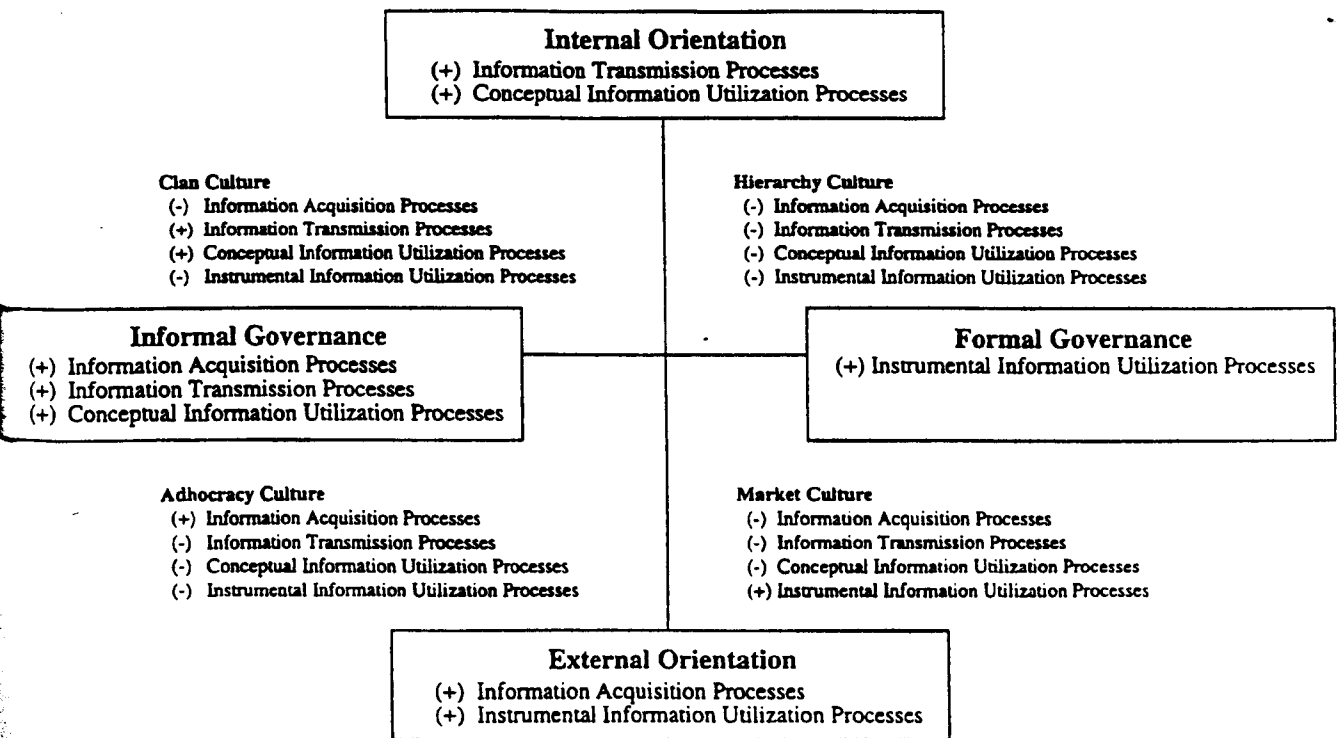 Internal Orientation
(+) Information Transmission Processes
(+) Conceptual Information Utilization Processes
Clan Culture
(-) Information Acquisition Processes
(+) Information Transmission Processes
(+) Conceptual Information Utilization Processes
(-) Instrumental Information Utilization Processes
Hierarchy Culture
(-) Information Acquisition Processes
(-) Information Transmission Processes
(-) Conceptual Information Utilization Processes
(-) Instrumental Information Utilization Processes
Informal Governance
(+) Information Acquisition Processes
(+) Information Transmission Processes
(+) Conceptual Information Utilization Processes
Formal Governance
(+) Instrumental Information Utilization Processes
Adhocracy Culture
(+) Information Acquisition Processes
(-) Information Transmission Processes
(-) Conceptual Information Utilization Processes
(-) Instrumental Information Utilization Processes
Market Culture
(-) Information Acquisition Processes
(-) Information Transmission Processes
(-) Conceptual Information Utilization Processes
(+) Instrumental Information Utilization Processes
External Orientation
(+) Information Acquisition Processes
(+) Instrumental Information Utilization Processes